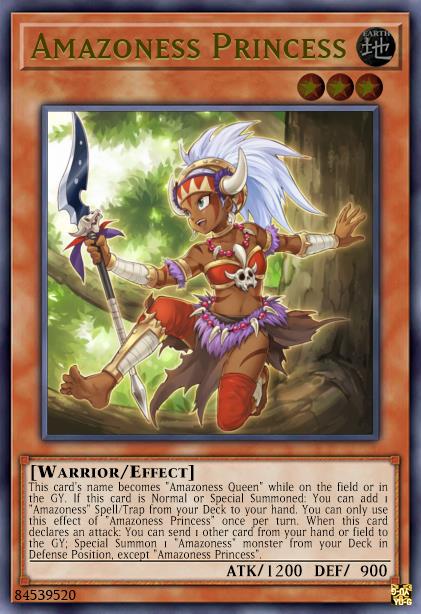 AMAZONESS PRINCESS
EARTH
地
[WARRIOR/EFFECT]
This card's name becomes "Amazoness Queen" while on the field or in
the GY. If this card is Normal or Special Summoned: You can add 1
"Amazoness" Spell/Trap from your Deck to your hand. You can only use
this effect of "Amazoness Princess" once per turn. When this card
declares an attack: You can send 1 other card from your hand or field to
the GY; Special Summon 1 "Amazoness" monster from your Deck in
Defense Position, except "Amazoness Princess".
ATK/1200 DEF/ 900
84539520